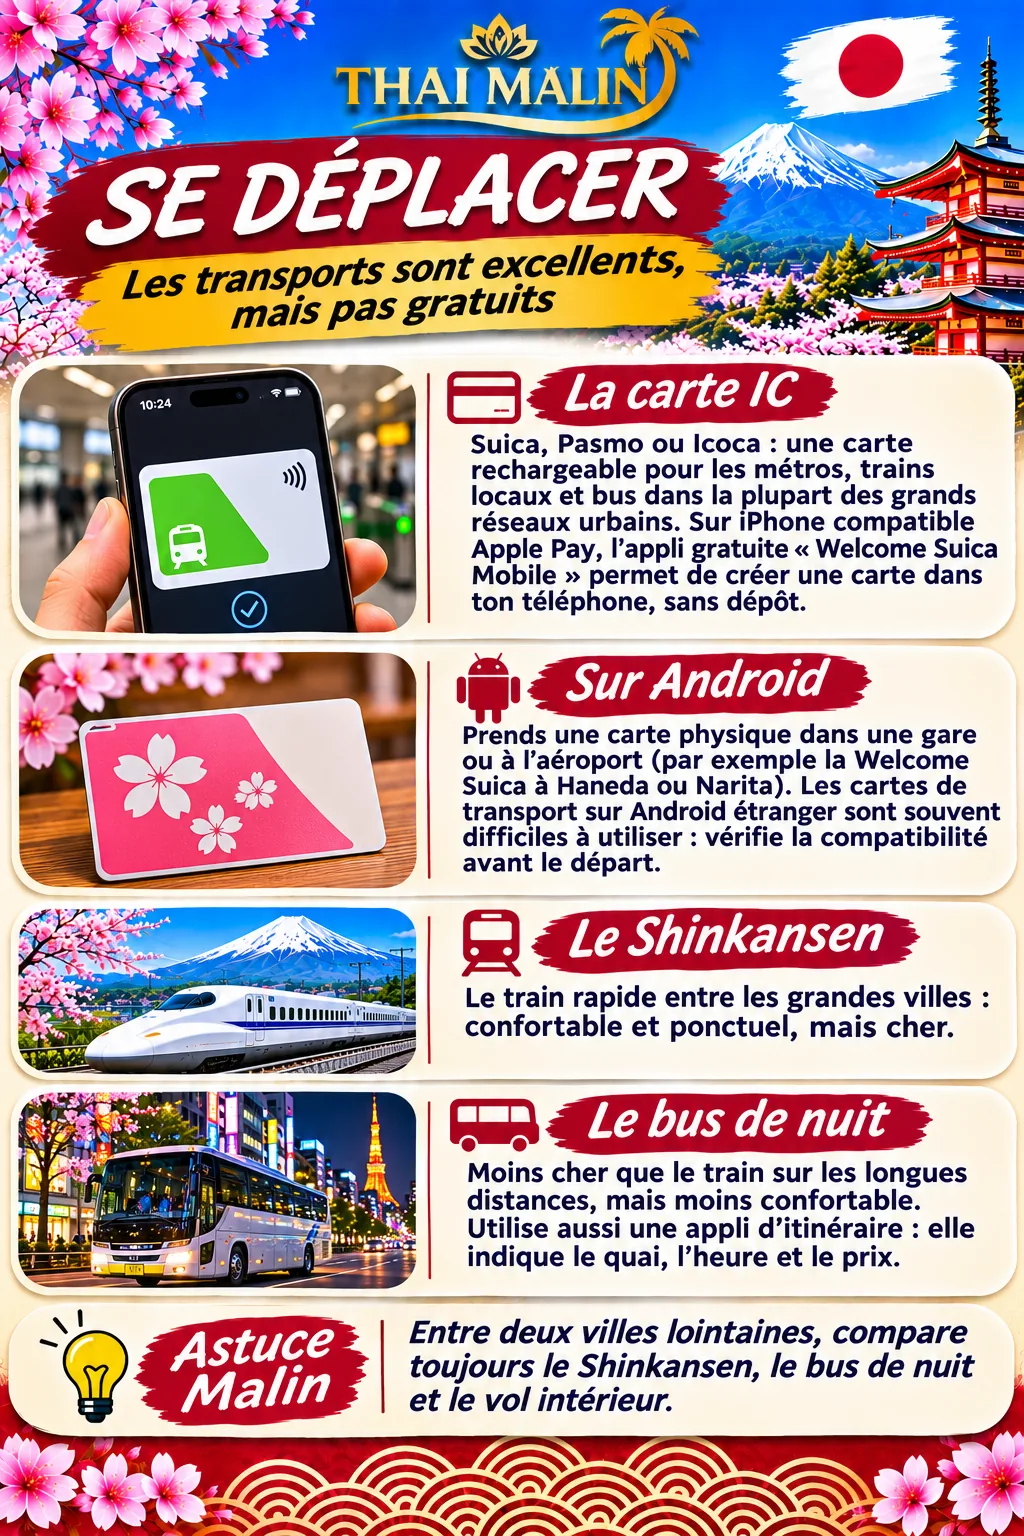 THAI MALIN
SE DÉPLACER
Les transports sont excellents,
mais pas gratuits
10:24
La carte IC
Suica, Pasmo ou Icoca : une carte
rechargeable pour les métros, trains
locaux et bus dans la plupart des grands
réseaux urbains. Sur iPhone compatible
Apple Pay, l'appli gratuite « Welcome Suica
Mobile » permet de créer une carte dans
ton téléphone, sans dépôt.
Sur Android
Prends une carte physique dans une gare
ou à l'aéroport (par exemple la Welcome
Suica à Haneda ou Narita). Les cartes de
transport sur Android étranger sont souvent
difficiles à utiliser : vérifie la compatibilité
avant le départ.
Le Shinkansen
Le train rapide entre les grandes villes :
confortable et ponctuel, mais cher.
Le bus de nuit
Moins cher que le train sur les longues
distances, mais moins confortable.
Utilise aussi une appli d'itinéraire : elle
indique le quai, l'heure et le prix.
Astuce
Malin
Entre deux villes lointaines, compare
toujours le Shinkansen, le bus de nuit
et le vol intérieur.